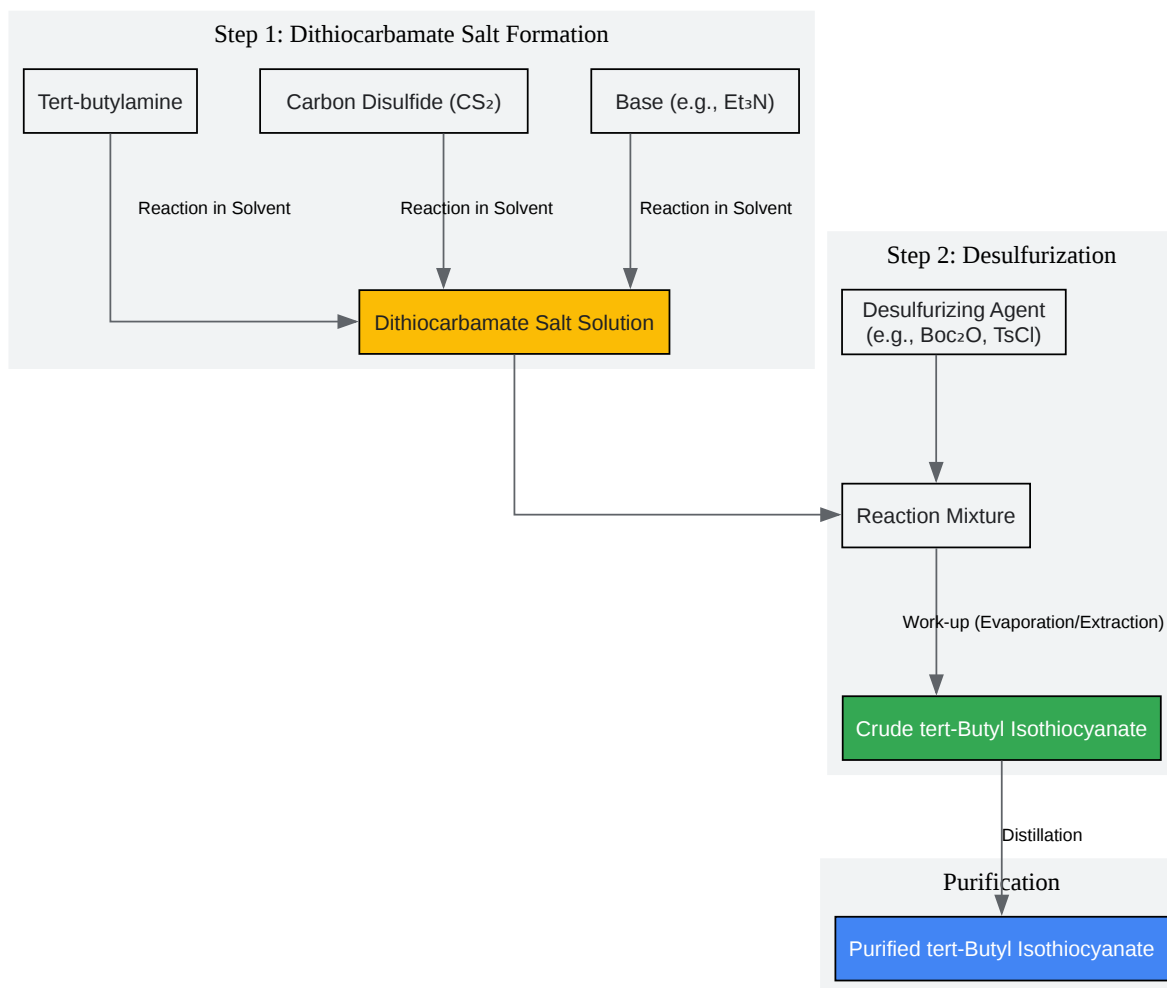 Step 1: Dithiocarbamate Salt Formation
Tert-butylamine
Carbon Disulfide (CS₂)
Base (e.g., Et₃N)
Reaction in Solvent
Reaction in Solvent
Reaction in Solvent
Dithiocarbamate Salt Solution
Step 2: Desulfurization
Desulfurizing Agent
(e.g., Boc₂O, TsCl)
Reaction Mixture
Work-up (Evaporation/Extraction)
Crude tert-Butyl Isothiocyanate
Distillation
Purification
Purified tert-Butyl Isothiocyanate